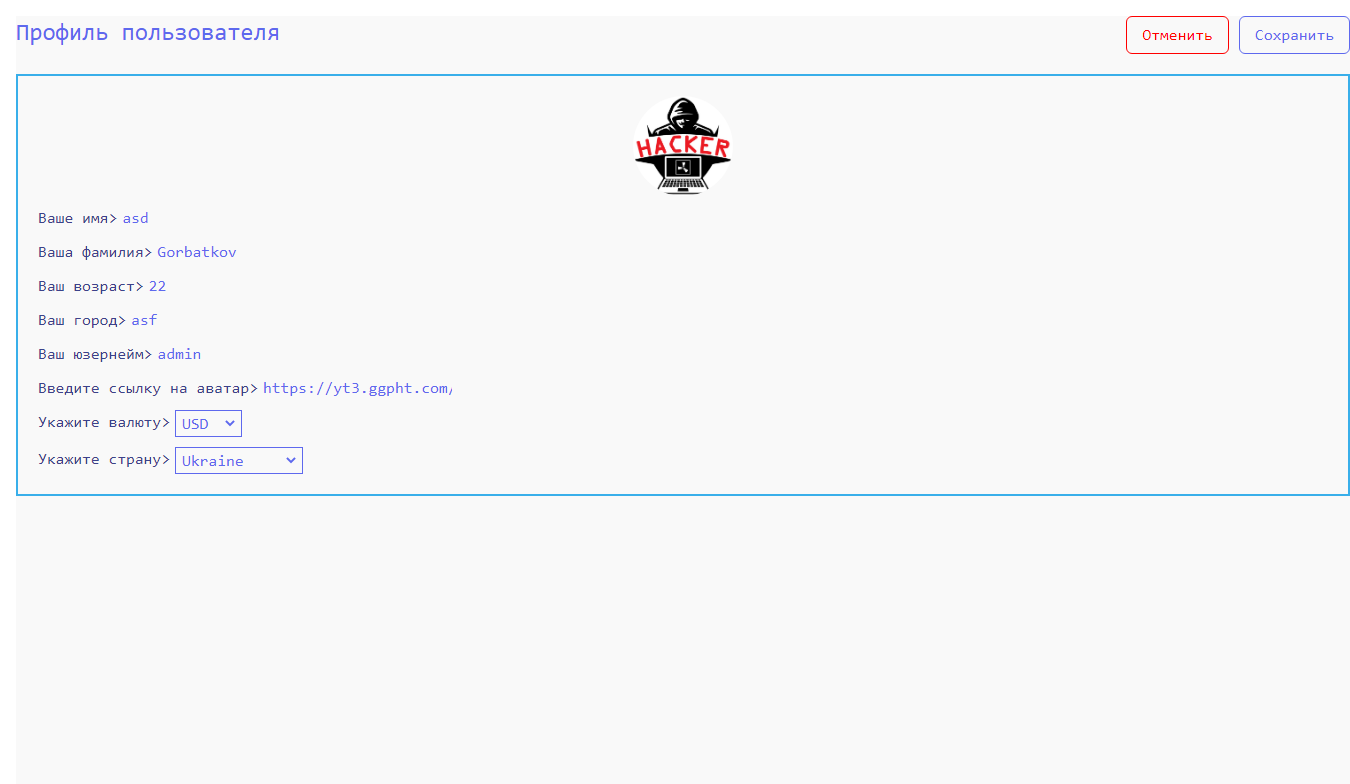 Профиль пользователя
Отменить
Сохранить
HACKER
Ваше имя> asd
Ваша фамилия> Gorbatkov
Ваш возраст> 22
Ваш город> asf
Ваш юзернейм> admin
Введите ссылку на аватар> https://yt3.ggpht.com/
Укажите валюту> USD
Укажите страну> Ukraine